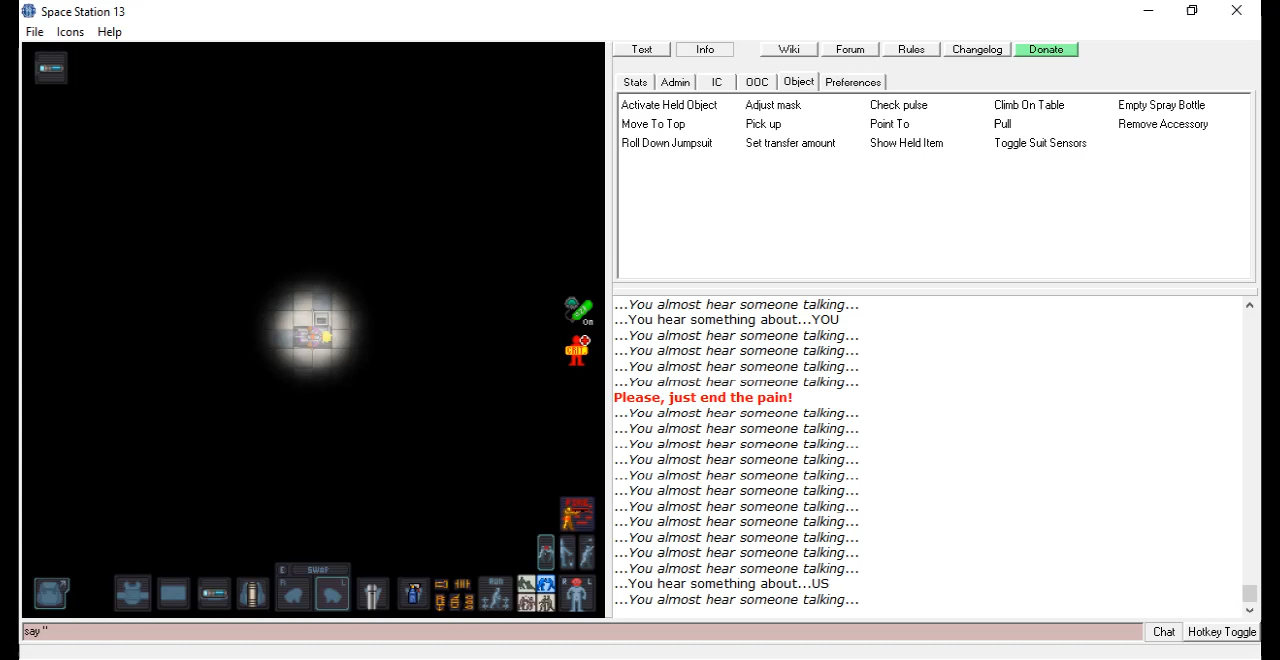 Space Station 13
File Icons Help
Text Info Wiki Forum Rules Changelog Donate
Stats Admin IC OOC Object Preferences
Activate Held Object Adjust mask Check pulse Climb On Table Empty Spray Bottle
Move To Top Pick up Point To Pull Remove Accessory
Roll Down Jumpsuit Set transfer amount Show Held Item Toggle Suit Sensors
...You almost hear someone talking...
...You hear something about...YOU
...You almost hear someone talking...
...You almost hear someone talking...
...You almost hear someone talking...
...You almost hear someone talking...
Please, just end the pain!
...You almost hear someone talking...
...You almost hear someone talking...
...You almost hear someone talking...
...You almost hear someone talking...
...You almost hear someone talking...
...You almost hear someone talking...
...You almost hear someone talking...
...You almost hear someone talking...
...You almost hear someone talking...
...You almost hear someone talking...
...You almost hear someone talking...
...You hear something about...US
...You almost hear someone talking...
On
CRIT
E SWAP
R L
RUN
R L
say "
Chat Hotkey Toggle